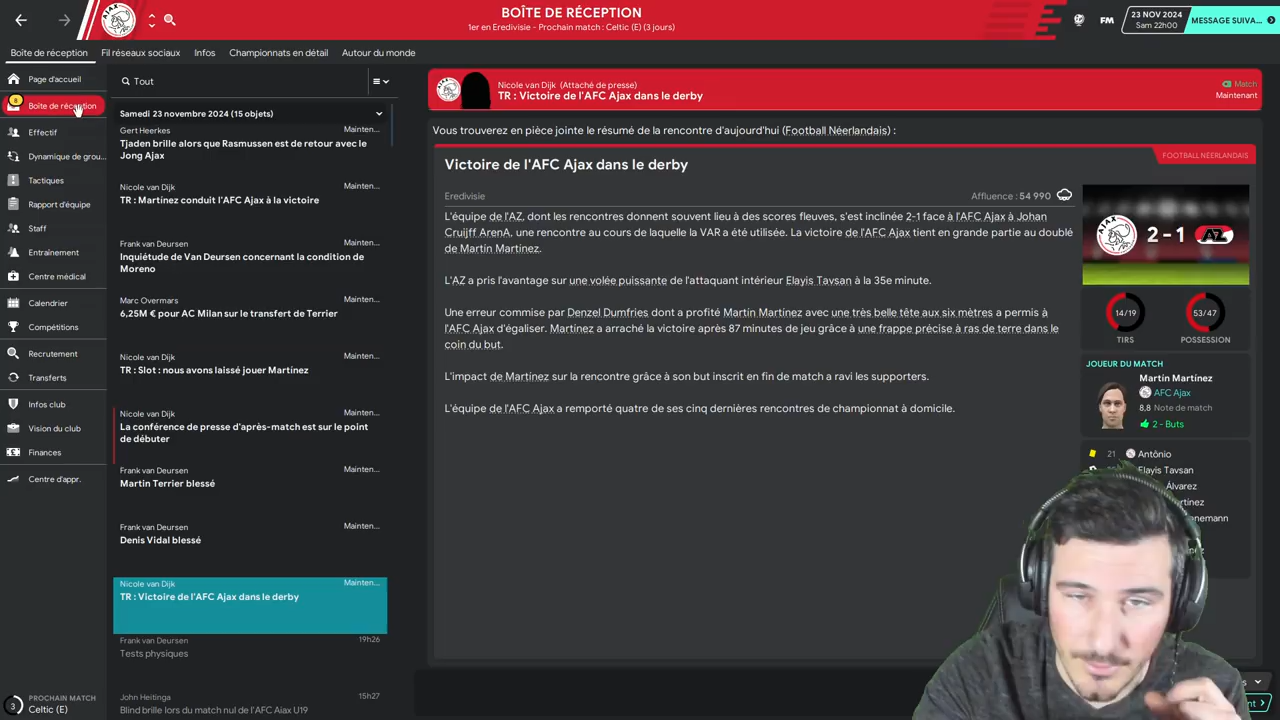 BOÎTE DE RÉCEPTION
1er en Eredivisie - Prochain match : Celtic (E) (3 jours)
FM
23 NOV 2024
Sam 22h00
MESSAGE SUIVA...
Boîte de réception
Fil réseaux sociaux
Infos
Championnats en détail
Autour du monde
Page d'accueil
8
Boîte de réception
Effectif
Dynamique de grou...
Tactiques
Rapport d'équipe
Staff
Entrainement
Centre médical
Calendrier
Compétitions
Recrutement
Transferts
Infos club
Vision du club
Finances
Centre d'appr.
3
PROCHAIN MATCH
Celtic (E)
Tout
Samedi 23 novembre 2024 (15 objets)
Gert Heerkes
Mainten...
Tjaden brille alors que Rasmussen est de retour avec le
Jong Ajax
Nicole van Dijk
Mainten...
TR : Martínez conduit l'AFC Ajax à la victoire
Frank van Deursen
Mainten...
Inquiétude de Van Deursen concernant la condition de
Moreno
Marc Overmars
Mainten...
6,25M € pour AC Milan sur le transfert de Terrier
Nicole van Dijk
Mainten...
TR : Slot : nous avons laissé jouer Martínez
Nicole van Dijk
Mainten...
La conférence de presse d'après-match est sur le point
de débuter
Frank van Deursen
Mainten...
Martin Terrier blessé
Frank van Deursen
Mainten...
Denis Vidal blessé
Nicole van Dijk
Mainten...
TR : Victoire de l'AFC Ajax dans le derby
Frank van Deursen
19h26
Tests physiques
John Heitinga
15h27
Blind brille lors du match nul de l'AFC Ajax U19
Nicole van Dijk (Attaché de presse)
TR : Victoire de l'AFC Ajax dans le derby
Match
Maintenant
Vous trouverez en pièce jointe le résumé de la rencontre d'aujourd'hui (Football Néerlandais) :
FOOTBALL NÉERLANDAIS
Victoire de l'AFC Ajax dans le derby
Eredivisie
Affluence : 54 990
L'équipe de l'AZ, dont les rencontres donnent souvent lieu à des scores fleuves, s'est inclinée 2-1 face à l'AFC Ajax à Johan
Cruijff ArenA, une rencontre au cours de laquelle la VAR a été utilisée. La victoire de l'AFC Ajax tient en grande partie au doublé
de Martin Martínez.
L'AZ a pris l'avantage sur une volée puissante de l'attaquant intérieur Elayis Tavsan à la 35e minute.
Une erreur commise par Denzel Dumfries dont a profité Martin Martínez avec une très belle tête aux six mètres a permis à
l'AFC Ajax d'égaliser. Martínez a arraché la victoire après 87 minutes de jeu grâce à une frappe précise à ras de terre dans le
coin du but.
L'impact de Martínez sur la rencontre grâce à son but inscrit en fin de match a ravi les supporters.
L'équipe de l'AFC Ajax a remporté quatre de ses cinq dernières rencontres de championnat à domicile.
AJAX
2 - 1
AZ
14/19
TIRS
53/47
POSSESSION
JOUEUR DU MATCH
Martín Martínez
AFC Ajax
8,8 Note de match
2 - Buts
21
Antônio
Elayis Tavsan
Álvarez